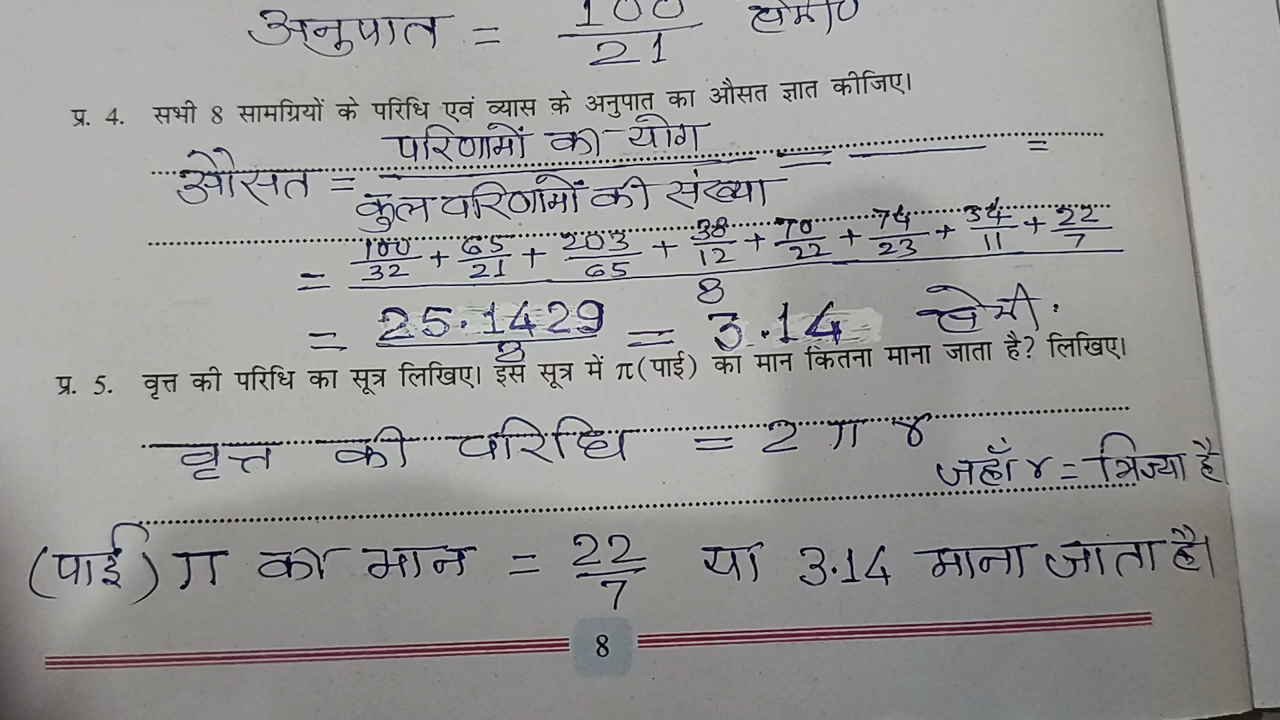 अनुपात = 100/21 सेमी०
प्र. 4. सभी 8 सामग्रियों के परिधि एवं व्यास के अनुपात का औसत ज्ञात कीजिए।
औसत = परिणामों का योग / कुल परिणामों की संख्या = ——— =
= 100/32 + 65/21 + 203/65 + 38/12 + 70/22 + 74/23 + 34/11 + 22/7 / 8
= 25.1429/8 = 3.14 सेमी.
प्र. 5. वृत्त की परिधि का सूत्र लिखिए। इस सूत्र में π(पाई) का मान कितना माना जाता है? लिखिए।
वृत्त की परिधि = 2 π r
जहाँ r = त्रिज्या है
(पाई) π का मान = 22/7 या 3.14 माना जाता है।
8